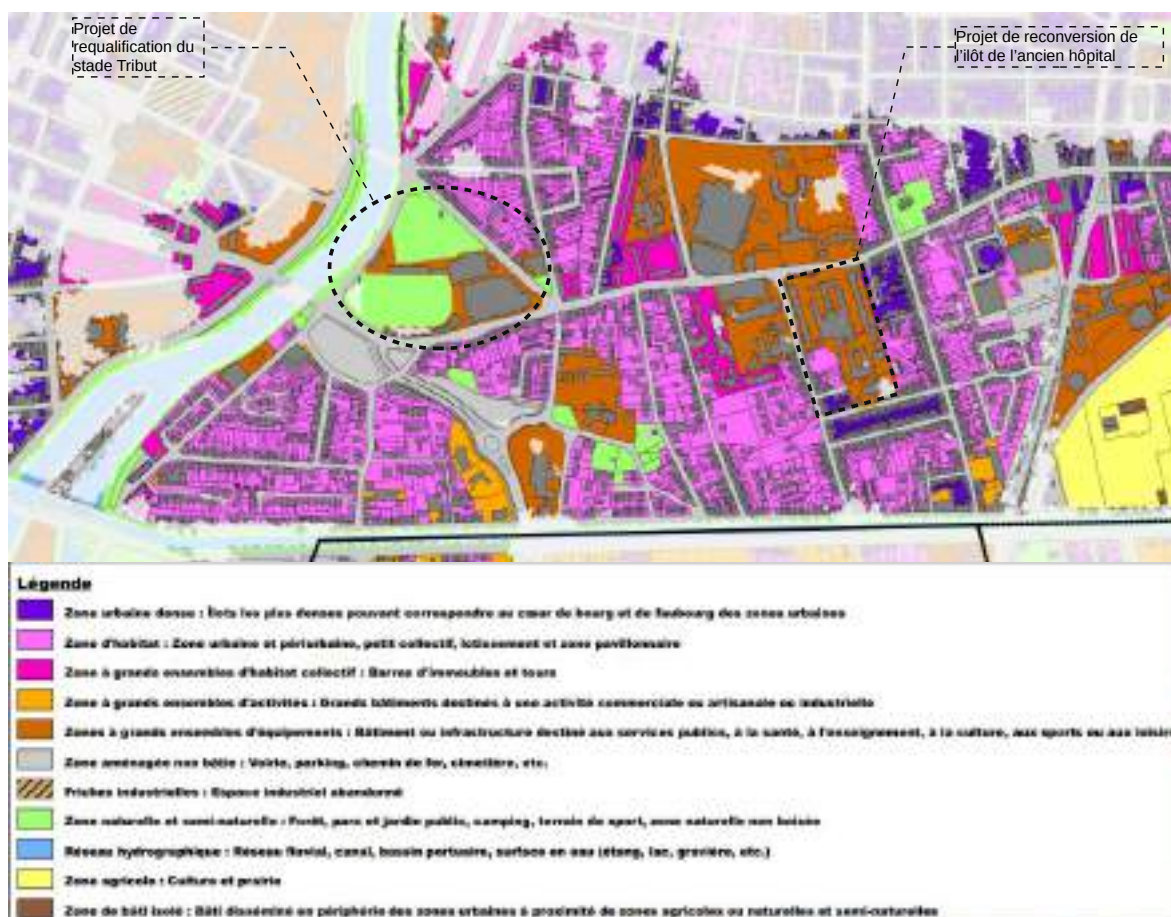 Projet de
requalification du
stade Tribut
Projet de reconversion de
l'ilôt de l'ancien hôpital
Légende
Zone urbaine dense : Îlots les plus denses pouvant correspondre au cœur de bourg et de faubourg des zones urbaines
Zone d'habitat : Zone urbaine et périurbaine, petit collectif, lotissement et zone pavillonnaire
Zone à grands ensembles d'habitat collectif : Barres d'immeubles et tours
Zone à grands ensembles d'activités : Grands bâtiments destinés à une activité commerciale ou artisanale ou industrielle
Zones à grands ensembles d'équipements : Bâtiment ou infrastructure destiné aux services publics, à la santé, à l'enseignement, à la culture, aux sports ou aux loisirs
Zone aménagée non bâtie : Voirie, parking, chemin de fer, cimetière, etc.
Friches industrielles : Espace industriel abandonné
Zone naturelle et semi-naturelle : Forêt, parc et jardin public, camping, terrain de sport, zone naturelle non boisée
Réseau hydrographique : Réseau fluvial, canal, bassin portuaire, surface en eau (étang, lac, gravière, etc.)
Zone agricole : Culture et prairie
Zone de bâti isolé : Bâti disséminé en périphérie des zones urbaines à proximité de zones agricoles ou naturelles et semi-naturelles